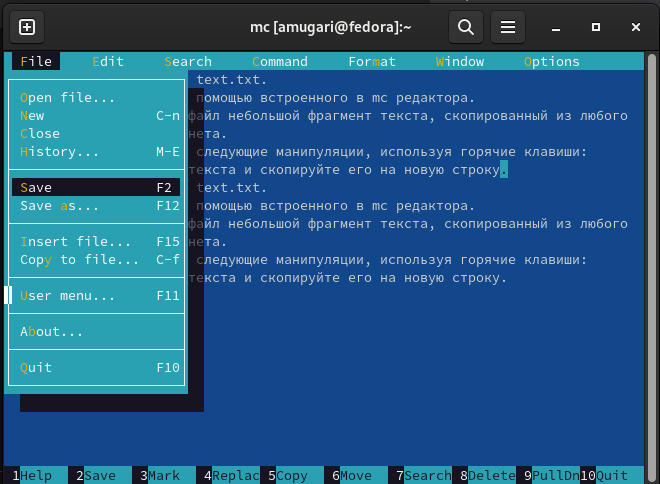 mc [amugari@fedora]:~
File Edit Search Command Format Window Options
text.txt.
Open file... помощью встроенного в mc редактора.
New C-n файл небольшой фрагмент текста, скопированный из любого
Close нета.
History... M-E следующие манипуляции, используя горячие клавиши:
текста и скопируйте его на новую строку.
Save F2 text.txt.
Save as... F12 помощью встроенного в mc редактора.
файл небольшой фрагмент текста, скопированный из любого
Insert file... F15 нета.
Copy to file... C-f следующие манипуляции, используя горячие клавиши:
текста и скопируйте его на новую строку.
User menu... F11
About...
Quit F10
1Help 2Save 3Mark 4Replac 5Copy 6Move 7Search 8Delete 9PullDn 10Quit